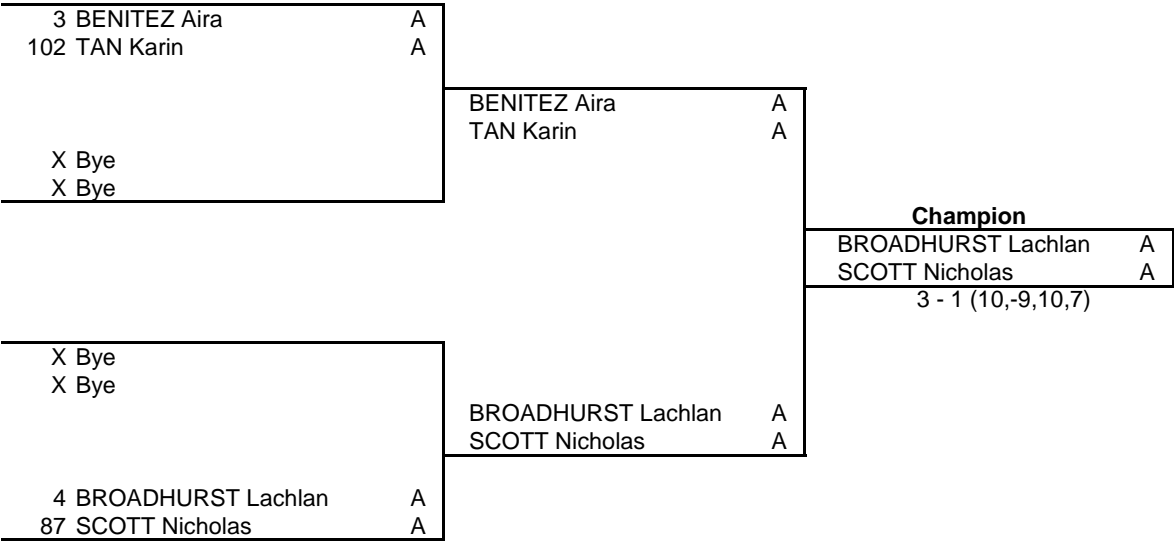 3 BENITEZ Aira A
102 TAN Karin A
BENITEZ Aira A
TAN Karin A
X Bye
X Bye
Champion
BROADHURST Lachlan A
SCOTT Nicholas A
3 - 1 (10,-9,10,7)
X Bye
X Bye
BROADHURST Lachlan A
SCOTT Nicholas A
4 BROADHURST Lachlan A
87 SCOTT Nicholas A